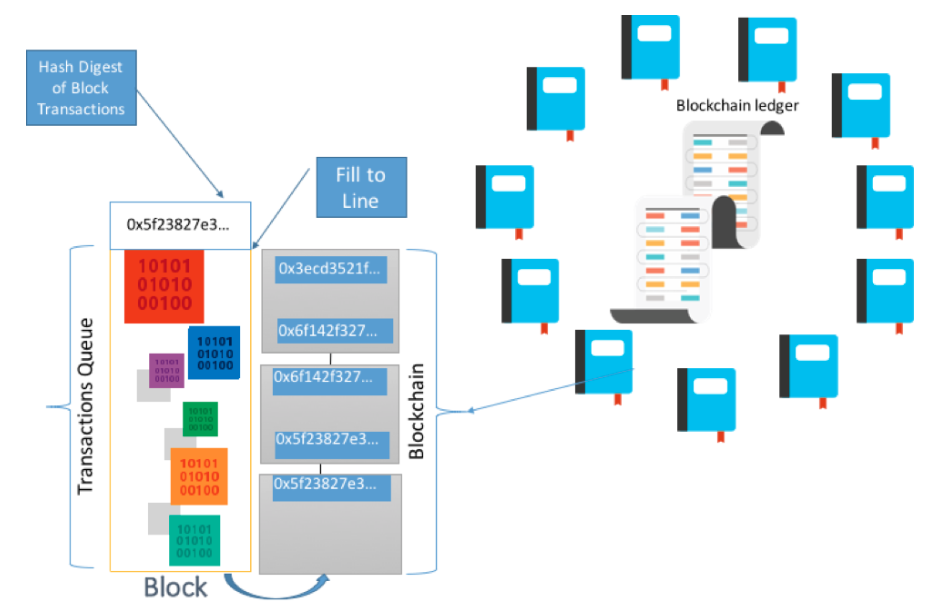 Hash Digest
of Block
Transactions
Blockchain ledger
Fill to
Line
0x5f23827e3...
Transactions Queue
10101
01010
00100
10101
01010
00100
10101
01010
00100
10101
01010
00100
10101
01010
00100
10101
01010
00100
Block
0x3ecd3521f...
0x6f142f327...
0x6f142f327...
0x5f23827e3...
0x5f23827e3...
Blockchain